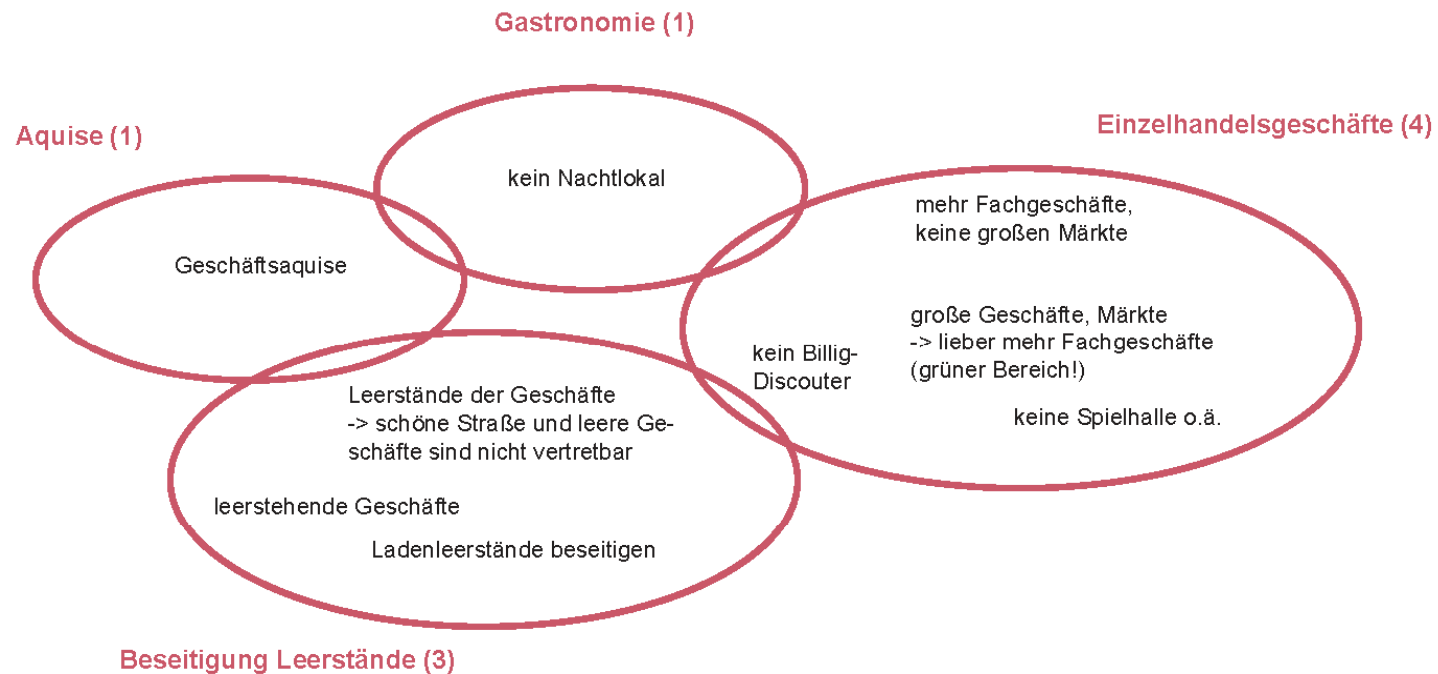 Gastronomie (1)
Aquise (1)
Einzelhandelsgeschäfte (4)
kein Nachtlokal
mehr Fachgeschäfte,
keine großen Märkte
Geschäftsaquise
große Geschäfte, Märkte
-> lieber mehr Fachgeschäfte
(grüner Bereich!)
kein Billig-
Discouter
keine Spielhalle o.ä.
Leerstände der Geschäfte
-> schöne Straße und leere Ge-
schäfte sind nicht vertretbar
leerstehende Geschäfte
Ladenleerstände beseitigen
Beseitigung Leerstände (3)